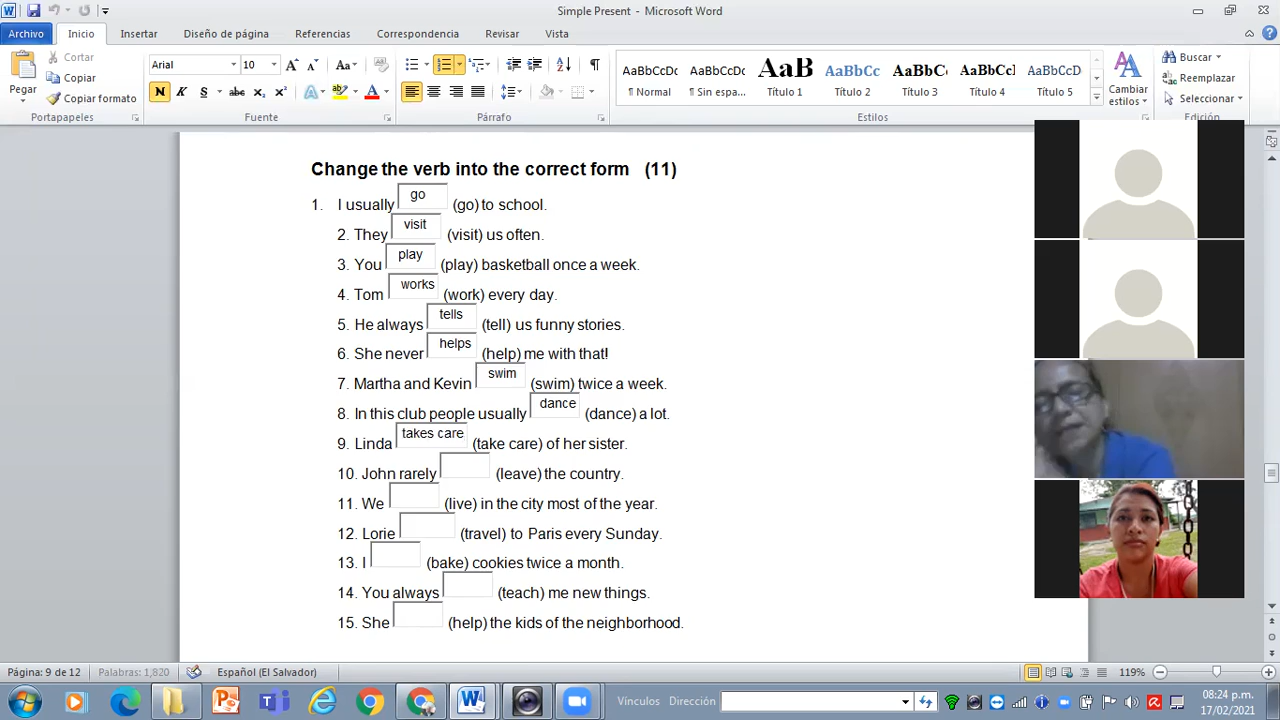 Simple Present - Microsoft Word
Archivo Inicio Insertar Diseño de página Referencias Correspondencia Revisar Vista
Pegar
Cortar
Copiar
Copiar formato
Portapapeles
Arial 10
N K S abc x₂ x² A ab A
Fuente
Párrafo
AaBbCcDc ¶ Normal
AaBbCcDc ¶ Sin espa...
AaB Título 1
AaBbCc Título 2
AaBbC Título 3
AaBbCcI Título 4
AaBbCcD Título 5
Cambiar estilos
Estilos
Buscar
Reemplazar
Seleccionar
Edición
Change the verb into the correct form (11)
1. I usually go (go) to school.
2. They visit (visit) us often.
3. You play (play) basketball once a week.
4. Tom works (work) every day.
5. He always tells (tell) us funny stories.
6. She never helps (help) me with that!
7. Martha and Kevin swim (swim) twice a week.
8. In this club people usually dance (dance) a lot.
9. Linda takes care (take care) of her sister.
10. John rarely (leave) the country.
11. We (live) in the city most of the year.
12. Lorie (travel) to Paris every Sunday.
13. I (bake) cookies twice a month.
14. You always (teach) me new things.
15. She (help) the kids of the neighborhood.
Página: 9 de 12 Palabras: 1,820 Español (El Salvador) 119%
Vínculos Dirección
08:24 p.m.
17/02/2021